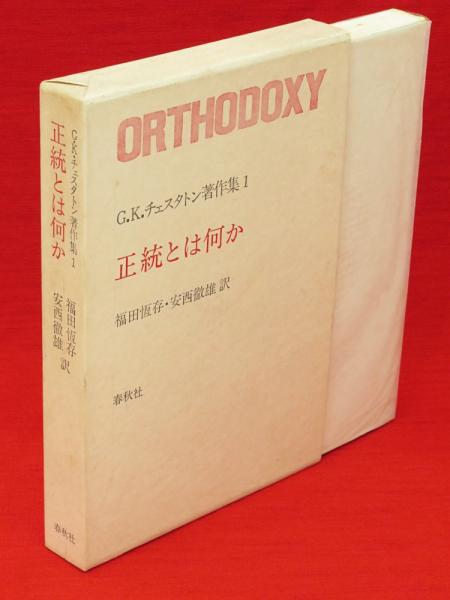 ORTHODOXY
G.K.チェスタトン著作集1
正統とは何か
福田恆存・安西徹雄 訳
春秋社
G.K.チェスタトン著作集1
正統とは何か
福田恆存
安西徹雄 訳
春秋社